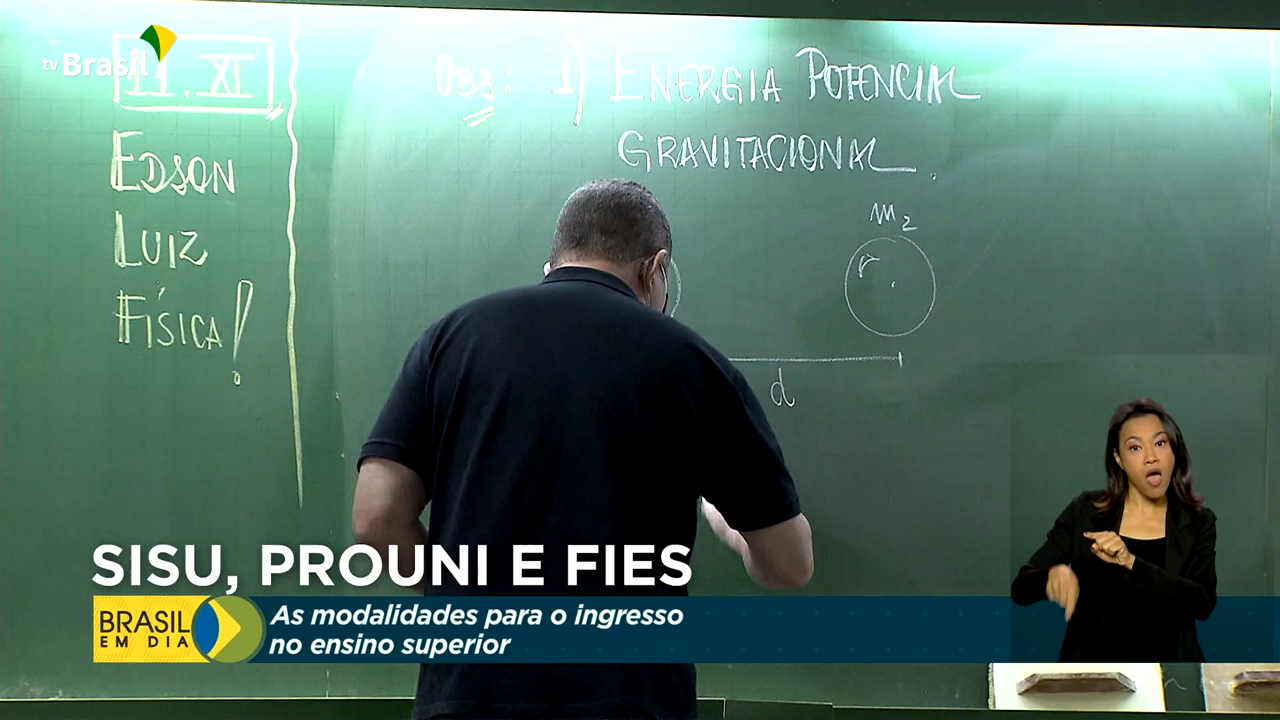 tv Brasil
11.XI
EDSON
LUIZ
FÍSICA!
OBS: 1) ENERGIA POTENCIAL
GRAVITACIONAL
m2
r
d
SISU, PROUNI E FIES
BRASIL
EM DIA
As modalidades para o ingresso
no ensino superior